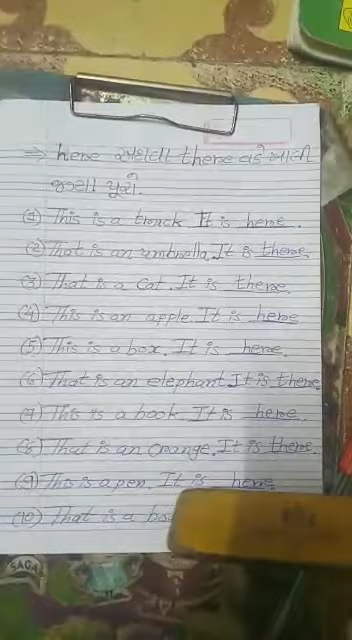 ⇒ here અથવા there વડે ખાલી
જગ્યા પુરો.
(1) This is a truck It is here.
(2) That is an umbrella. It is there.
(3) That is a cat. It is there.
(4) This is an apple. It is here
(5) This is a box. It is here.
(6) That is an elephant. It is there
(7) This is a book It is here.
(8) That is an orange. It is there.
(9) This is a pen. It is here.
(10) That is a
SAGA